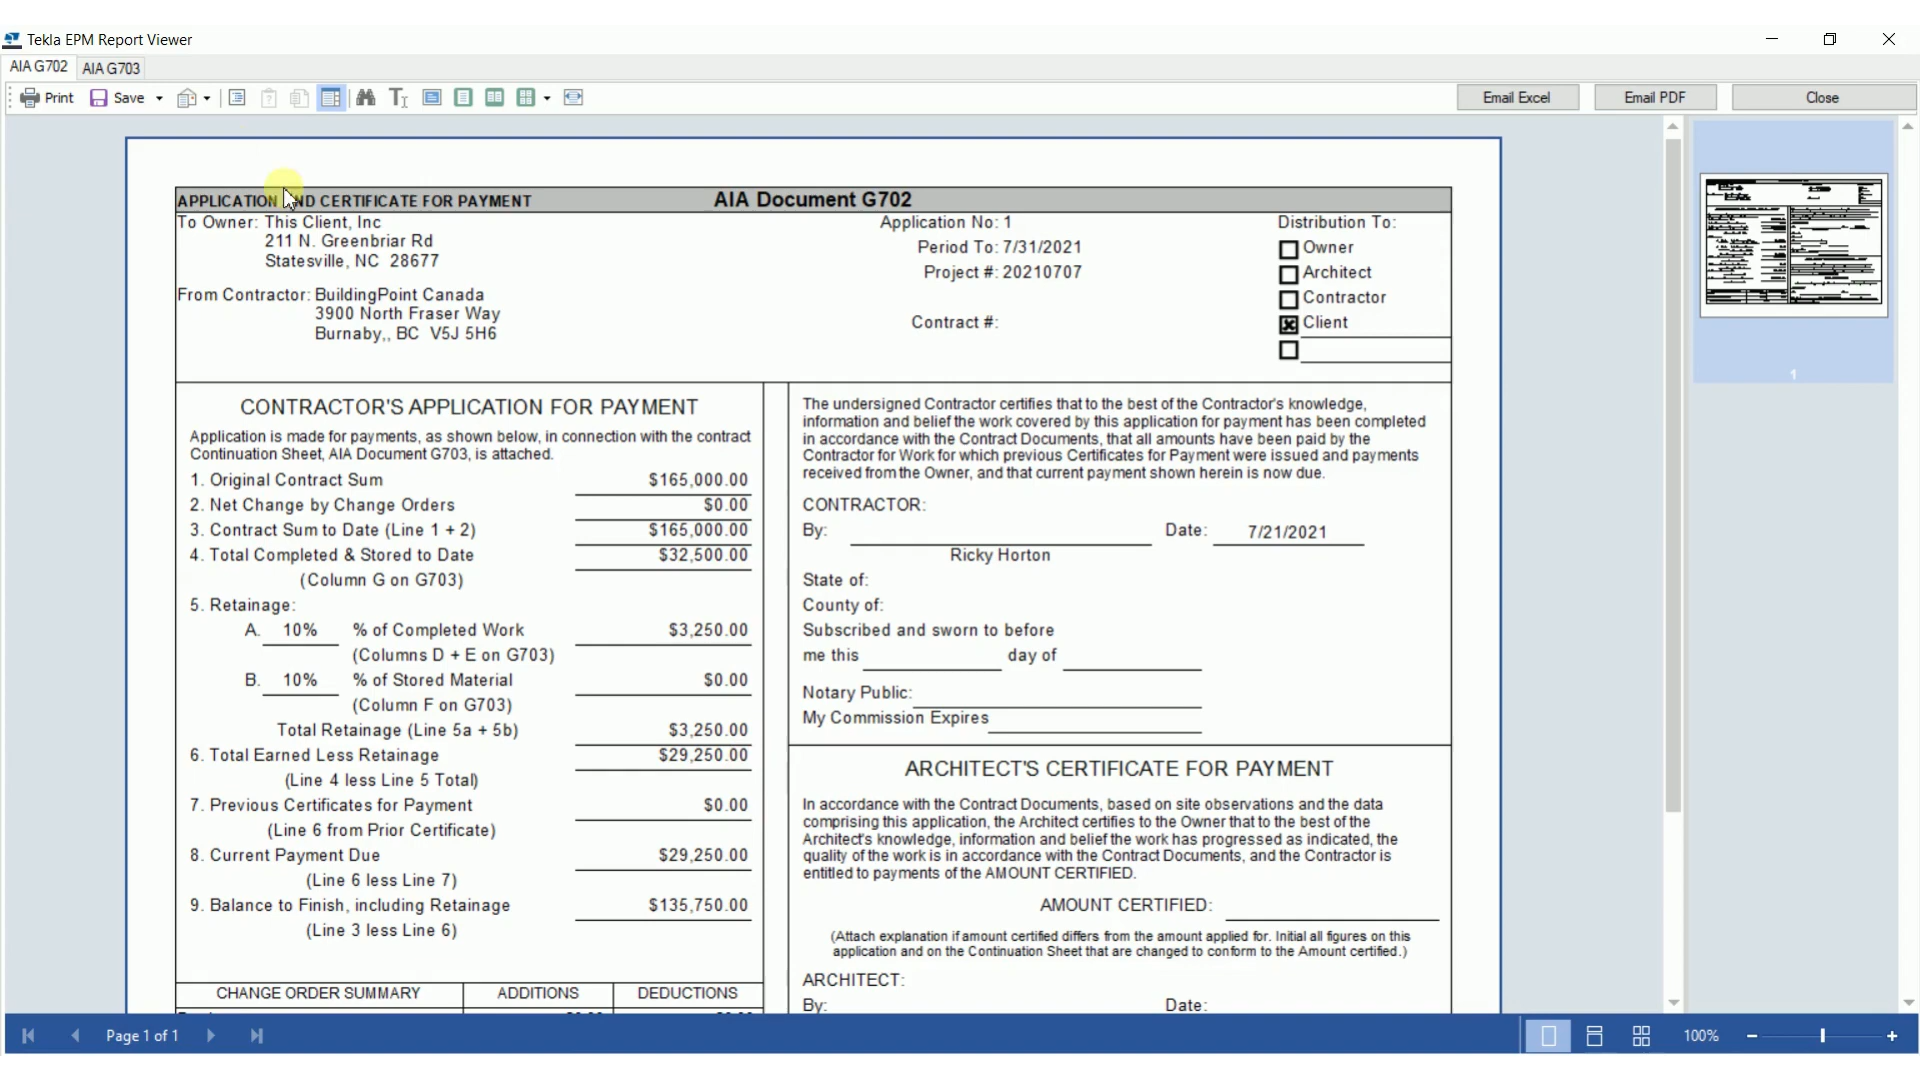 Tekla EPM Report Viewer
AIA G702 AIA G703
Print Save Email Excel Email PDF Close
APPLICATION AND CERTIFICATE FOR PAYMENT AIA Document G702
To Owner: This Client, Inc
211 N. Greenbriar Rd
Statesville, NC 28677
From Contractor: BuildingPoint Canada
3900 North Fraser Way
Burnaby,, BC V5J 5H6
Application No: 1
Period To: 7/31/2021
Project #: 20210707
Contract #:
Distribution To:
Owner
Architect
Contractor
Client
CONTRACTOR'S APPLICATION FOR PAYMENT
Application is made for payments, as shown below, in connection with the contract
Continuation Sheet, AIA Document G703, is attached.
1. Original Contract Sum $165,000.00
2. Net Change by Change Orders $0.00
3. Contract Sum to Date (Line 1 + 2) $165,000.00
4. Total Completed & Stored to Date $32,500.00
(Column G on G703)
5. Retainage:
A. 10% % of Completed Work $3,250.00
(Columns D + E on G703)
B. 10% % of Stored Material $0.00
(Column F on G703)
Total Retainage (Line 5a + 5b) $3,250.00
6. Total Earned Less Retainage $29,250.00
(Line 4 less Line 5 Total)
7. Previous Certificates for Payment $0.00
(Line 6 from Prior Certificate)
8. Current Payment Due $29,250.00
(Line 6 less Line 7)
9. Balance to Finish, including Retainage $135,750.00
(Line 3 less Line 6)
CHANGE ORDER SUMMARY ADDITIONS DEDUCTIONS
The undersigned Contractor certifies that to the best of the Contractor's knowledge,
information and belief the work covered by this application for payment has been completed
in accordance with the Contract Documents, that all amounts have been paid by the
Contractor for Work for which previous Certificates for Payment were issued and payments
received from the Owner, and that current payment shown herein is now due.
CONTRACTOR:
By: Date: 7/21/2021
Ricky Horton
State of:
County of:
Subscribed and sworn to before
me this day of
Notary Public:
My Commission Expires
ARCHITECT'S CERTIFICATE FOR PAYMENT
In accordance with the Contract Documents, based on site observations and the data
comprising this application, the Architect certifies to the Owner that to the best of the
Architect's knowledge, information and belief the work has progressed as indicated, the
quality of the work is in accordance with the Contract Documents, and the Contractor is
entitled to payments of the AMOUNT CERTIFIED.
AMOUNT CERTIFIED:
(Attach explanation if amount certified differs from the amount applied for. Initial all figures on this
application and on the Continuation Sheet that are changed to conform to the Amount certified.)
ARCHITECT:
By: Date:
1
Page 1 of 1 100%